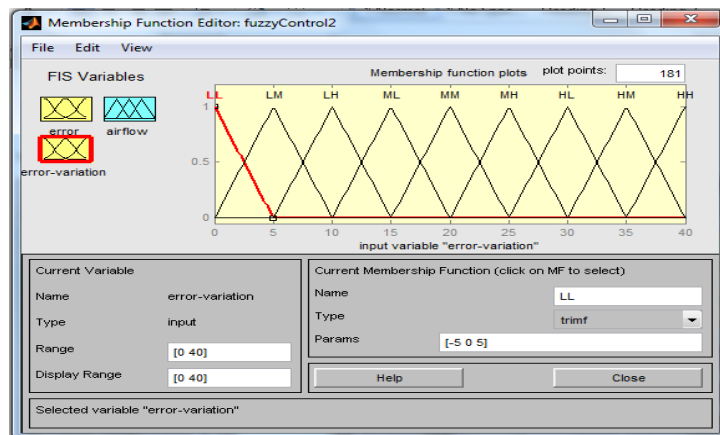 Membership Function Editor: fuzzyControl2
File Edit View
FIS Variables
Membership function plots
plot points:
181
error
airflow
error-variation
LL LM LH ML MM MH HL HM HH
1
0.5
0
0 5 10 15 20 25 30 35 40
input variable "error-variation"
Current Variable
Name error-variation
Type input
Range [0 40]
Display Range [0 40]
Current Membership Function (click on MF to select)
Name LL
Type trimf
Params [-5 0 5]
Help Close
Selected variable "error-variation"